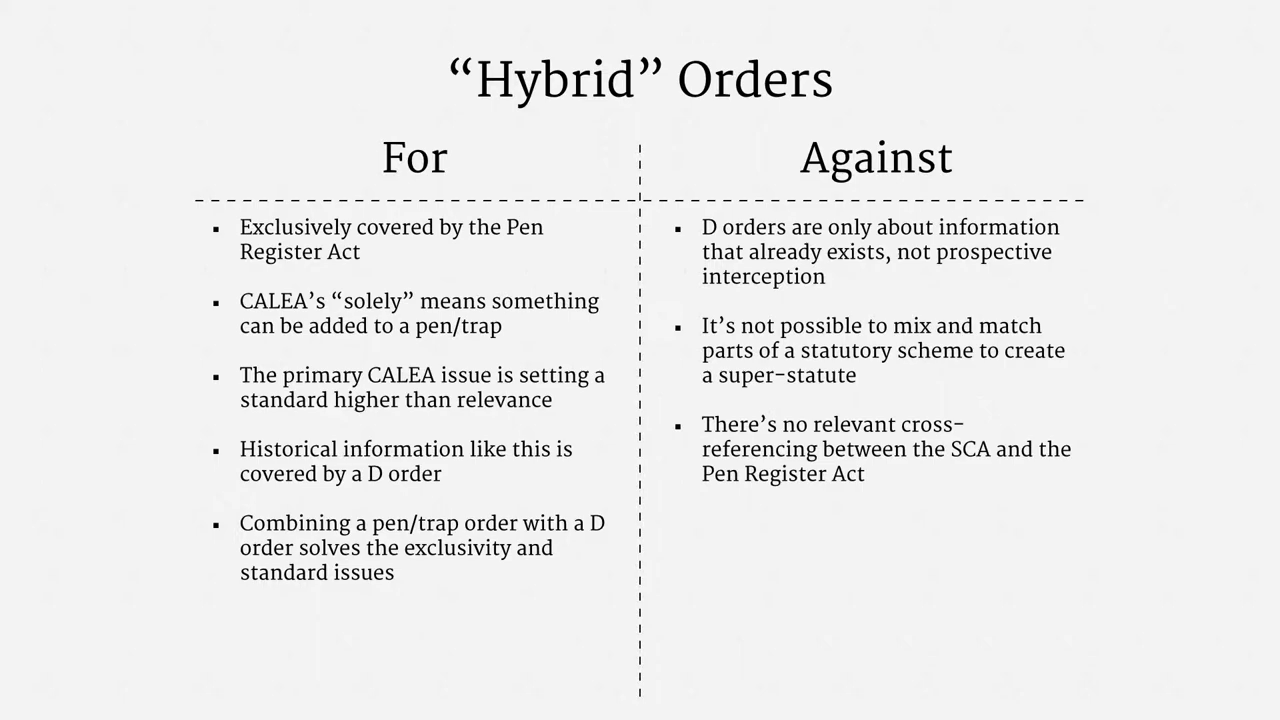 “Hybrid” Orders
For
▪ Exclusively covered by the Pen
Register Act
▪ CALEA’s “solely” means something
can be added to a pen/trap
▪ The primary CALEA issue is setting a
standard higher than relevance
▪ Historical information like this is
covered by a D order
▪ Combining a pen/trap order with a D
order solves the exclusivity and
standard issues
Against
▪ D orders are only about information
that already exists, not prospective
interception
▪ It’s not possible to mix and match
parts of a statutory scheme to create
a super-statute
▪ There’s no relevant cross-
referencing between the SCA and the
Pen Register Act